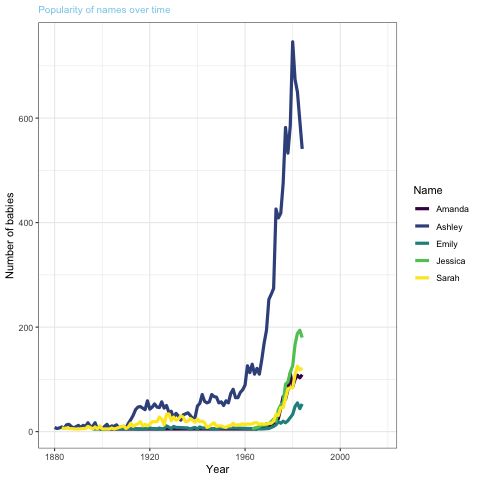 Popularity of names over time
Number of babies
600
400
200
0
1880
1920
1960
2000
Year
Name
Amanda
Ashley
Emily
Jessica
Sarah